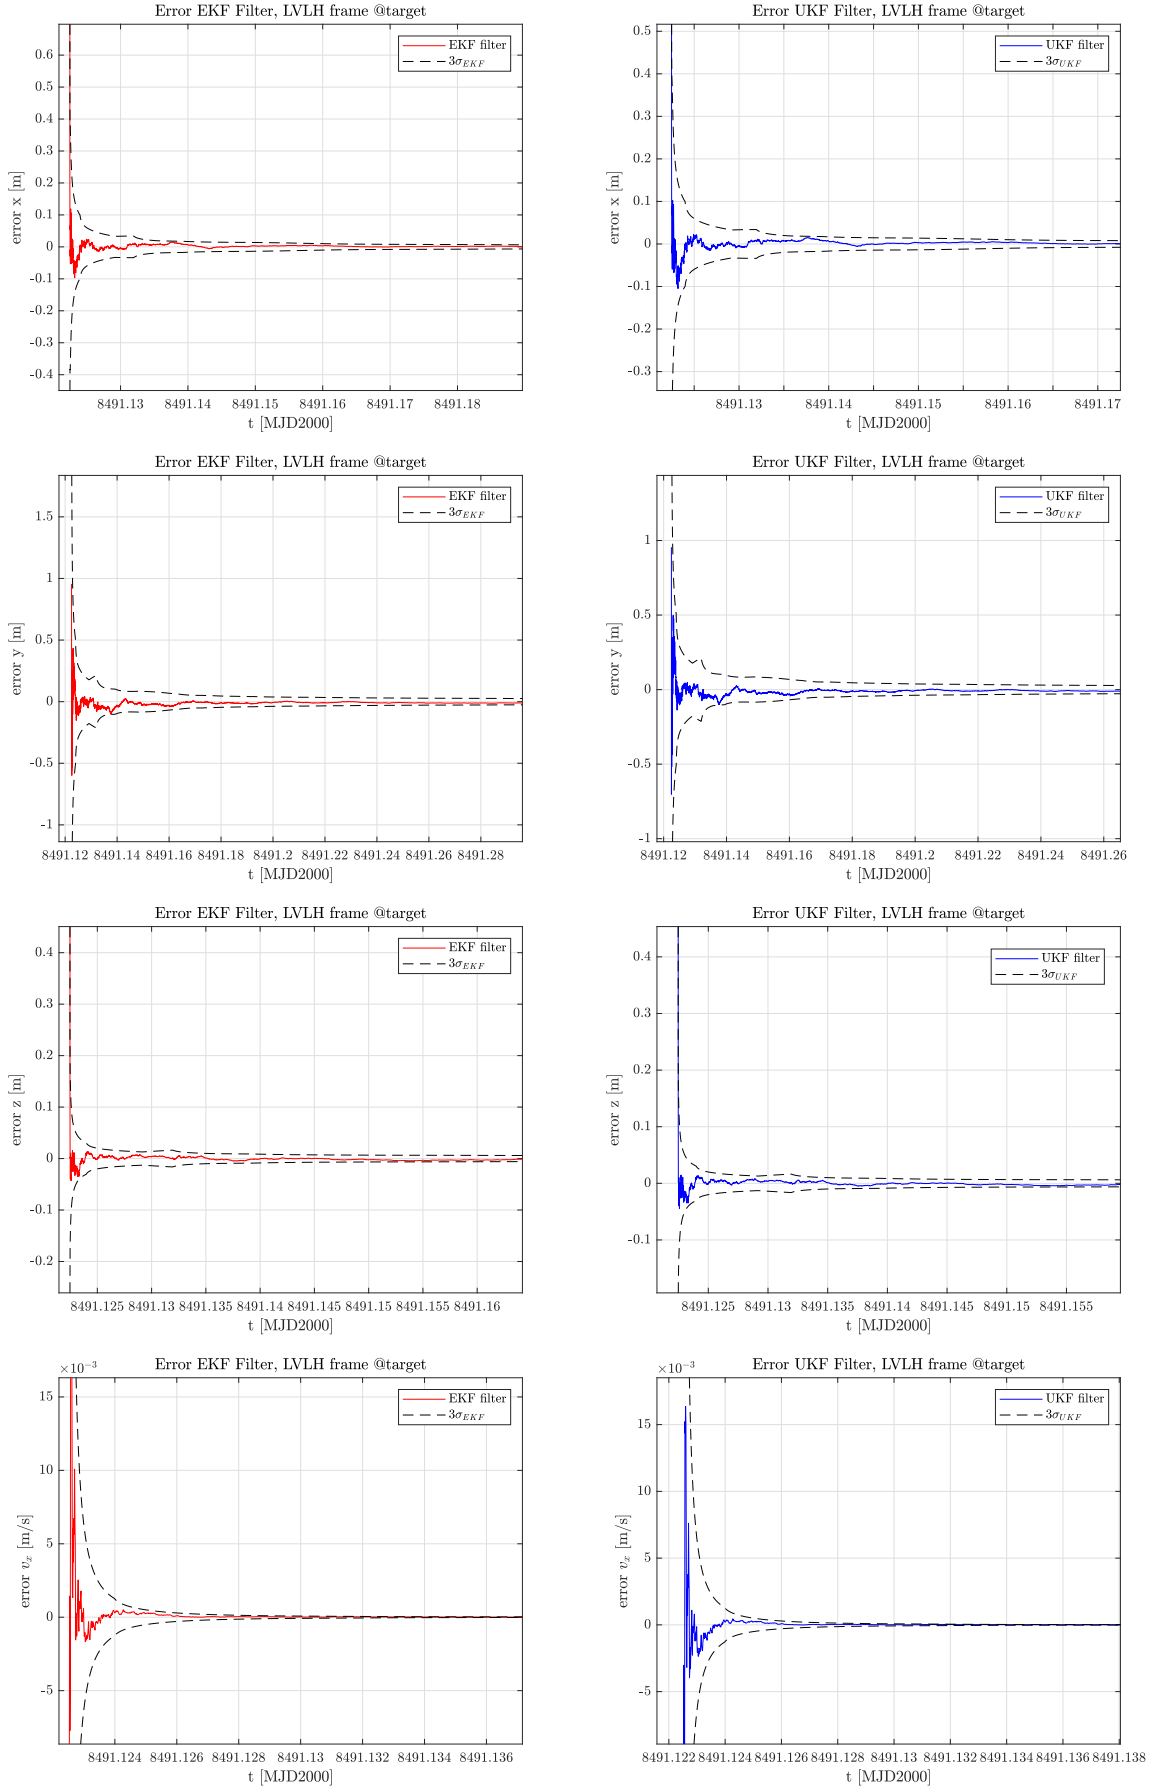 Error EKF Filter, LVLH frame @target
EKF filter
3σEKF
0.6
0.5
0.4
0.3
0.2
0.1
0
-0.1
-0.2
-0.3
-0.4
error x [m]
8491.13 8491.14 8491.15 8491.16 8491.17 8491.18
t [MJD2000]
Error UKF Filter, LVLH frame @target
UKF filter
3σUKF
0.5
0.4
0.3
0.2
0.1
0
-0.1
-0.2
-0.3
error x [m]
8491.13 8491.14 8491.15 8491.16 8491.17
t [MJD2000]
Error EKF Filter, LVLH frame @target
EKF filter
3σEKF
1.5
1
0.5
0
-0.5
-1
error y [m]
8491.12 8491.14 8491.16 8491.18 8491.2 8491.22 8491.24 8491.26 8491.28
t [MJD2000]
Error UKF Filter, LVLH frame @target
UKF filter
3σUKF
1
0.5
0
-0.5
-1
error y [m]
8491.12 8491.14 8491.16 8491.18 8491.2 8491.22 8491.24 8491.26
t [MJD2000]
Error EKF Filter, LVLH frame @target
EKF filter
3σEKF
0.4
0.3
0.2
0.1
0
-0.1
-0.2
error z [m]
8491.125 8491.13 8491.135 8491.14 8491.145 8491.15 8491.155 8491.16
t [MJD2000]
Error UKF Filter, LVLH frame @target
UKF filter
3σUKF
0.4
0.3
0.2
0.1
0
-0.1
error z [m]
8491.125 8491.13 8491.135 8491.14 8491.145 8491.15 8491.155
t [MJD2000]
×10−3
Error EKF Filter, LVLH frame @target
EKF filter
3σEKF
15
10
5
0
-5
error vx [m/s]
8491.124 8491.126 8491.128 8491.13 8491.132 8491.134 8491.136
t [MJD2000]
×10−3
Error UKF Filter, LVLH frame @target
UKF filter
3σUKF
15
10
5
0
-5
error vx [m/s]
8491.122 8491.124 8491.126 8491.128 8491.13 8491.132 8491.134 8491.136 8491.138
t [MJD2000]